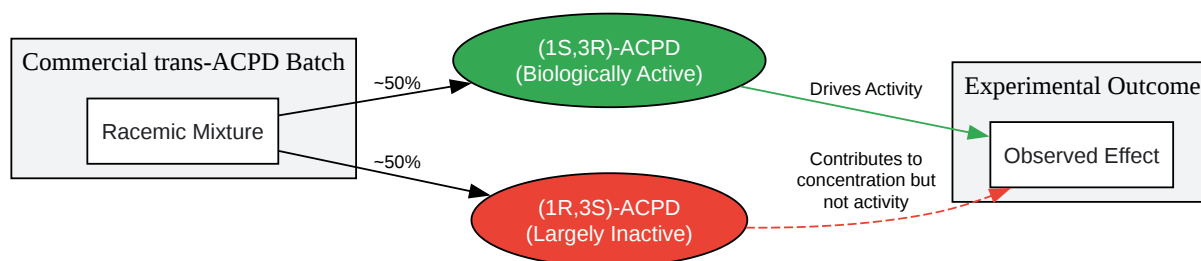 Commercial trans-ACPD Batch
Racemic Mixture
~50%
~50%
(1S,3R)-ACPD
(Biologically Active)
(1R,3S)-ACPD
(Largely Inactive)
Drives Activity
Contributes to
concentration but
not activity
Experimental Outcome
Observed Effect